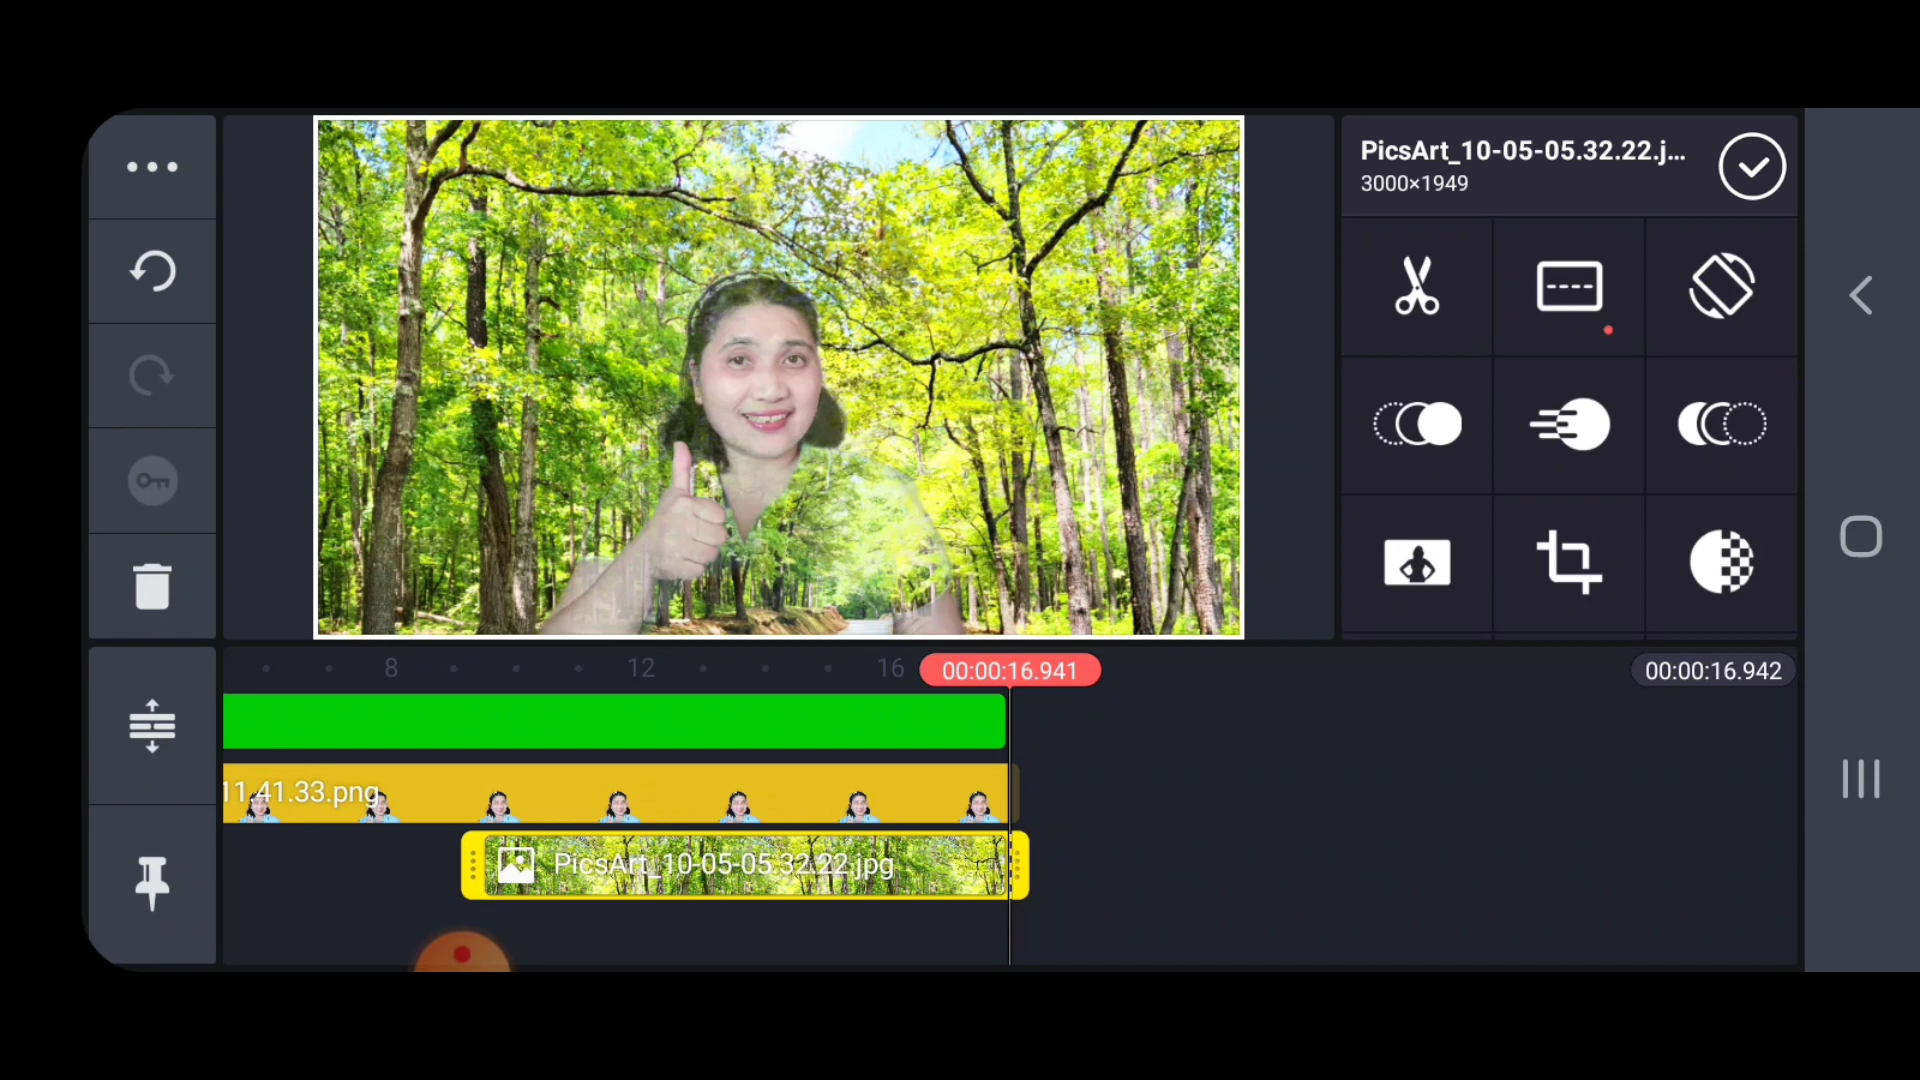 PicsArt_10-05-05.32.22.j...
3000×1949
8
12
16
00:00:16.941
00:00:16.942
11.41.33.png
PicsArt_10-05-05.32.22.jpg